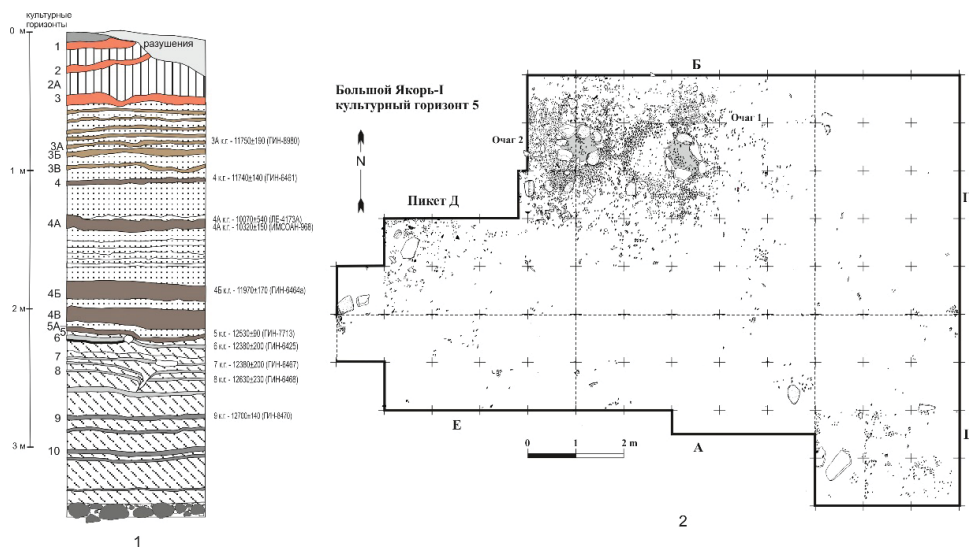 культурные
горизонты
0 м
1
разушения
2
2А
3
3А
3А к.г. - 11750±190 (ГИН-8980)
3Б
3В
1 м
4
4 к.г. - 11740±140 (ГИН-6461)
4А
4А к.г. - 10070±540 (ЛЕ-4173А)
4А к.г. - 10320±150 (ИМСОАН-968)
4Б
4Б к.г. - 11970±170 (ГИН-6464а)
2 м
4В
5А
5
5 к.г. - 12530±90 (ГИН-7713)
6
6 к.г. - 12380±200 (ГИН-6425)
7
7 к.г. - 12380±200 (ГИН-6467)
8
8 к.г. - 12630±230 (ГИН-6468)
9
9 к.г. - 12700±140 (ГИН-8470)
3 м
10
1
Большой Якорь-I
культурный горизонт 5
N
Пикет Д
Б
Очаг 2
Очаг 1
Г
Е
А
0 1 2 m
2